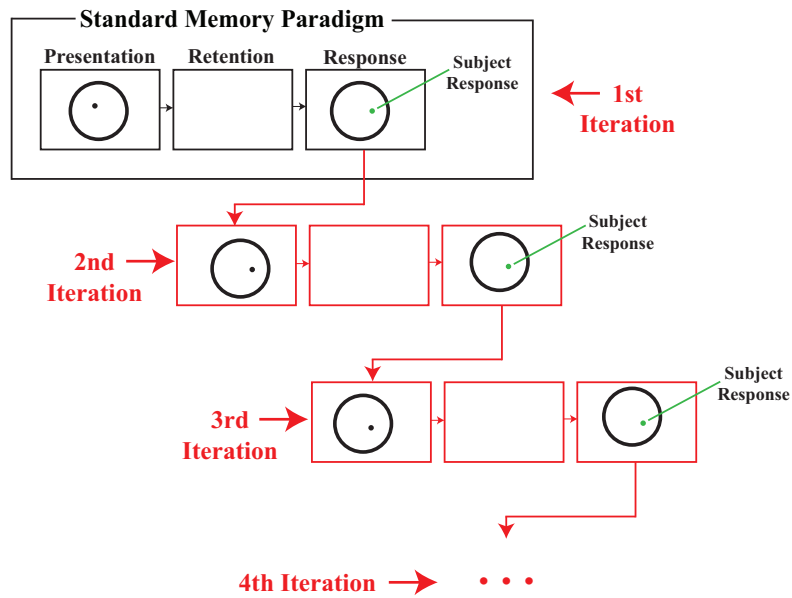 Standard Memory Paradigm
Presentation Retention Response
Subject
Response
1st
Iteration
Subject
Response
2nd
Iteration
Subject
Response
3rd
Iteration
4th Iteration